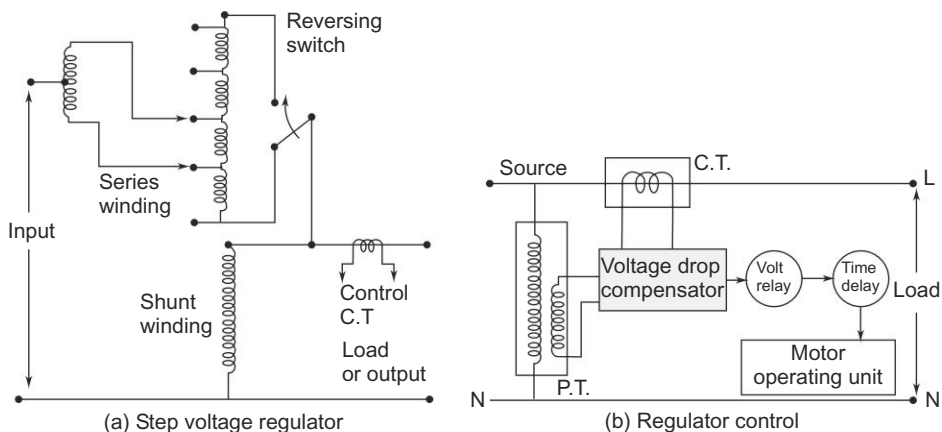 Reversing
switch
Series
winding
Input
Shunt
winding
Control
C.T
Load
or output
(a) Step voltage regulator
Source
C.T.
L
Voltage drop
compensator
Volt
relay
Time
delay
Load
Motor
operating unit
P.T.
N
N
(b) Regulator control